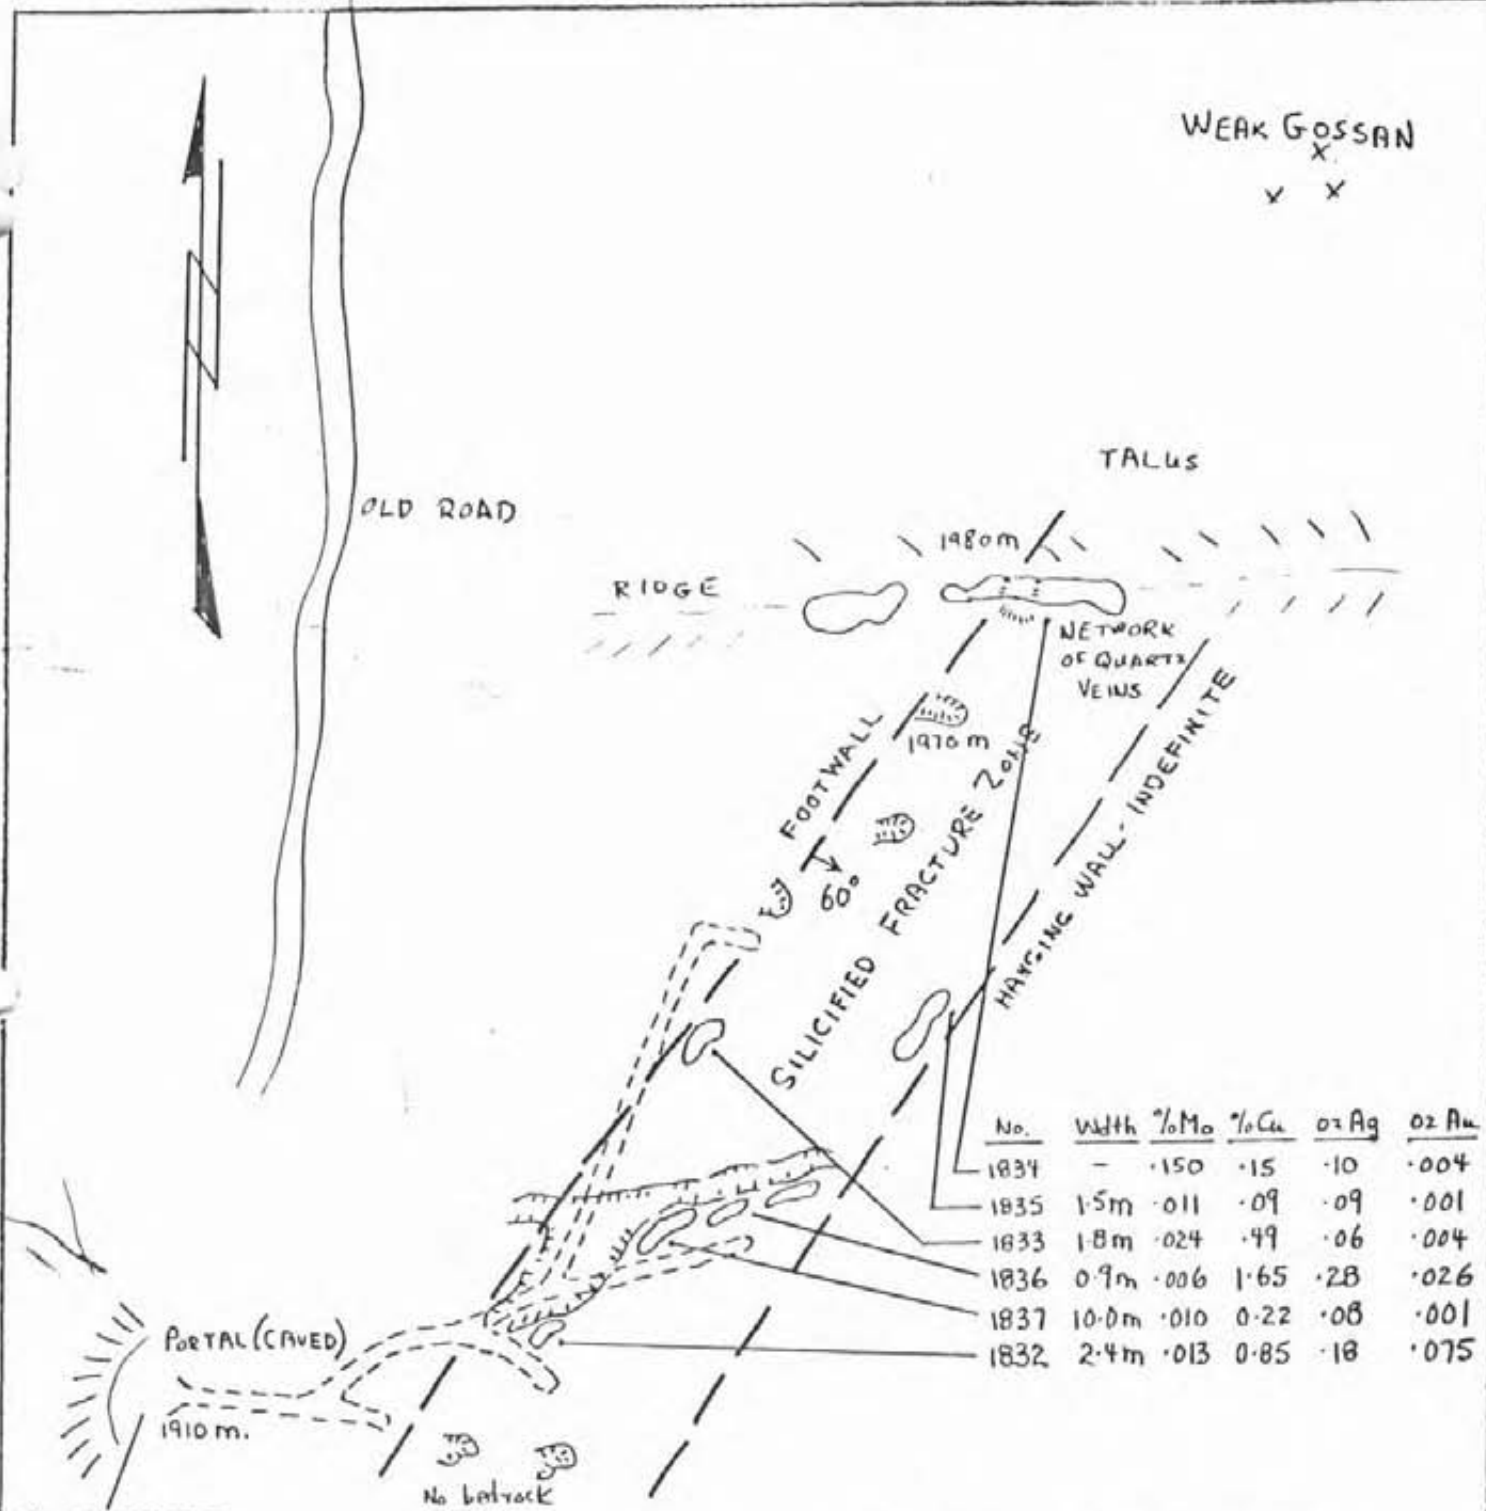 WEAK GOSSAN
x
x x
TALUS
OLD ROAD
1980m
RIDGE
NETWORK
OF QUARTZ
VEINS
FOOTWALL
1970m
60°
SILICIFIED FRACTURE ZONE
HANGING WALL - INDEFINITE
No. Width %Mo %Cu oz Ag oz Au
1834 - .150 .15 .10 .004
1835 1.5m .011 .09 .09 .001
1833 1.8m .024 .49 .06 .004
1836 0.9m .006 1.65 .28 .026
1837 10.0m .010 0.22 .08 .001
1832 2.4m .013 0.85 .18 .075
PORTAL (CAVED)
1910 m.
No bedrock